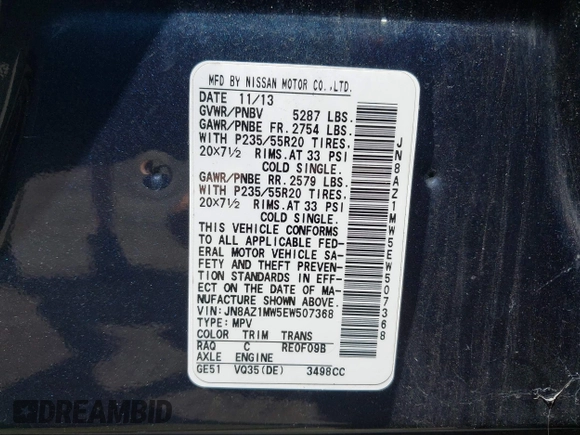 MFD BY NISSAN MOTOR CO.,LTD.
DATE 11/13
GVWR/PNBV 5287 LBS.
GAWR/PNBE FR. 2754 LBS.
WITH P235/55R20 TIRES.
20×7½ RIMS.AT 33 PSI
COLD SINGLE.
GAWR/PNBE RR. 2579 LBS.
WITH P235/55R20 TIRES.
20×7½ RIMS.AT 33 PSI
COLD SINGLE.
THIS VEHICLE CONFORMS
TO ALL APPLICABLE FED-
ERAL MOTOR VEHICLE SA-
FETY AND THEFT PREVEN-
TION STANDARDS IN EFF-
ECT ON THE DATE OF MA-
NUFACTURE SHOWN ABOVE.
VIN: JN8AZ1MW5EW507368
TYPE: MPV
COLOR TRIM TRANS
RAQ C RE0F09B
AXLE ENGINE
GE51 VQ35(DE) 3498CC
JN8AZ1MW5EW507368
DREAMBID